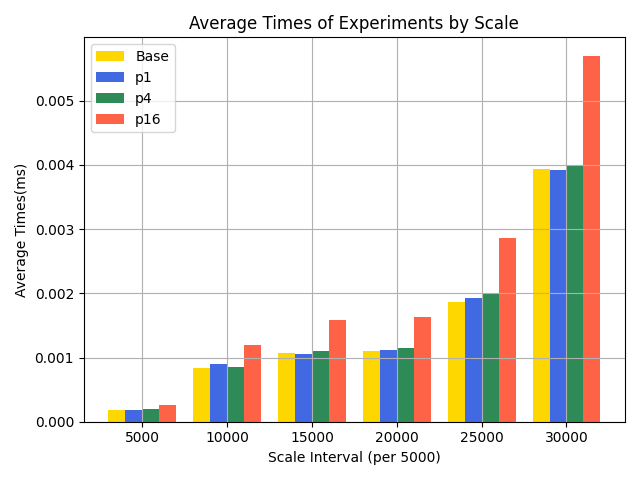 Average Times of Experiments by Scale
Base
p1
p4
p16
Average Times(ms)
0.005
0.004
0.003
0.002
0.001
0.000
5000 10000 15000 20000 25000 30000
Scale Interval (per 5000)